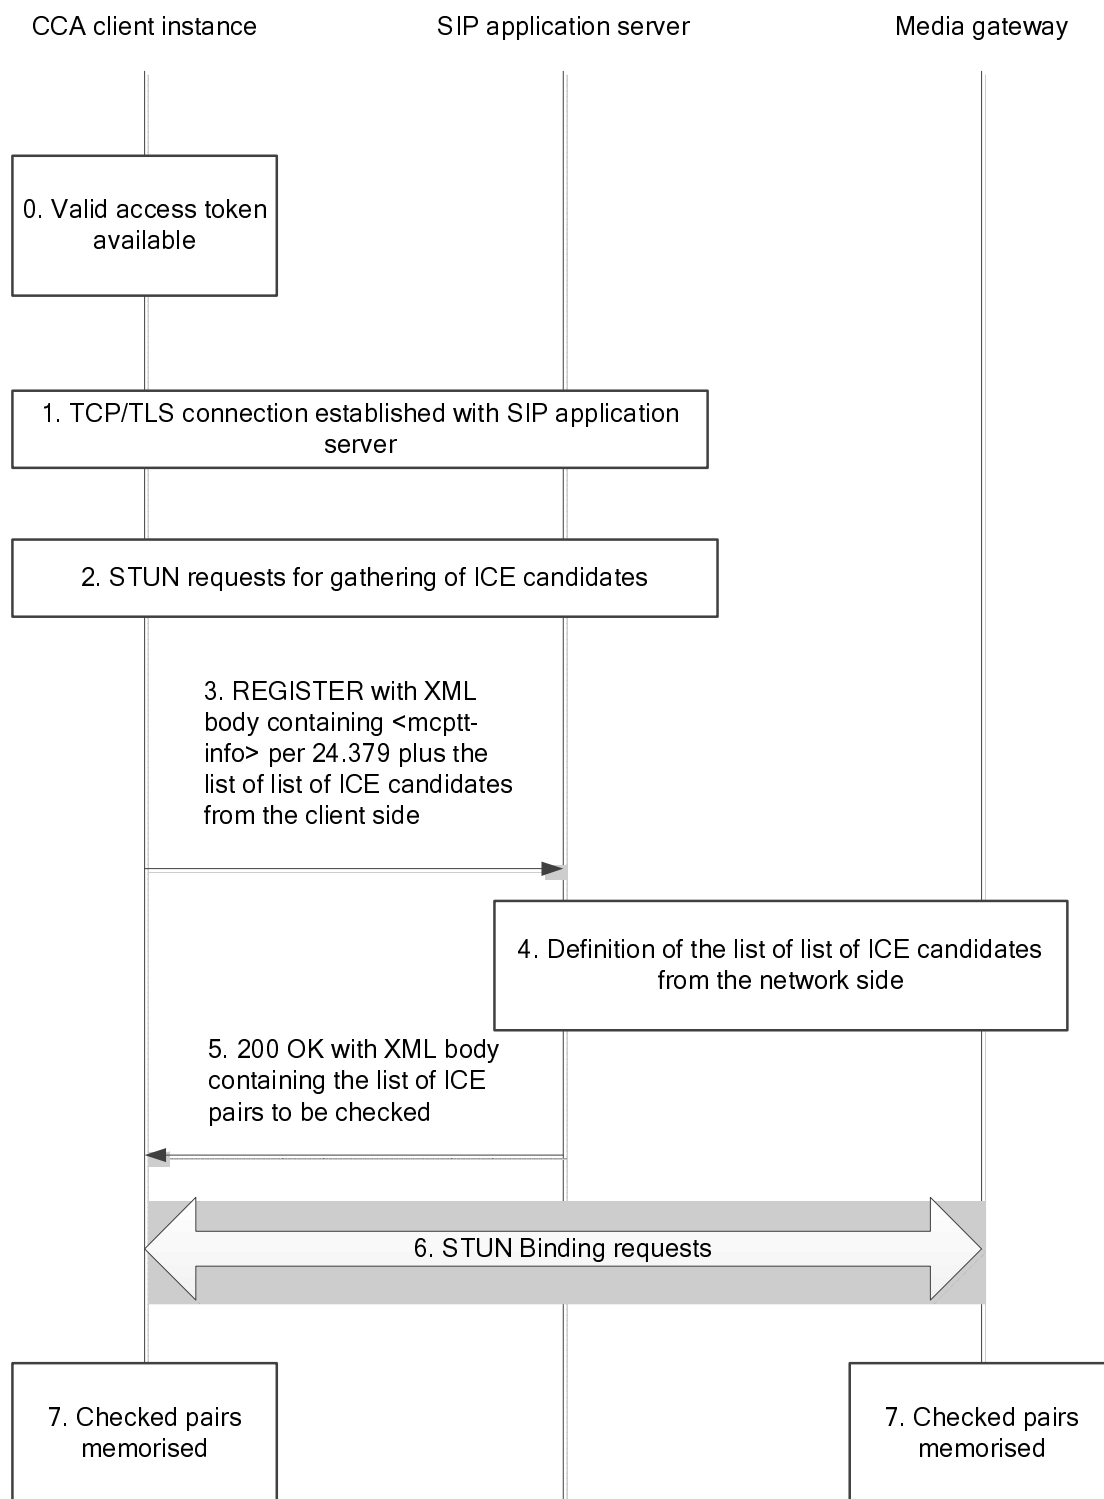 CCA client instance
SIP application server
Media gateway
0. Valid access token
available
1. TCP/TLS connection established with SIP application
server
2. STUN requests for gathering of ICE candidates
3. REGISTER with XML
body containing <mcptt-
info> per 24.379 plus the
list of list of ICE candidates
from the client side
4. Definition of the list of list of ICE candidates
from the network side
5. 200 OK with XML body
containing the list of ICE
pairs to be checked
6. STUN Binding requests
7. Checked pairs
memorised
7. Checked pairs
memorised